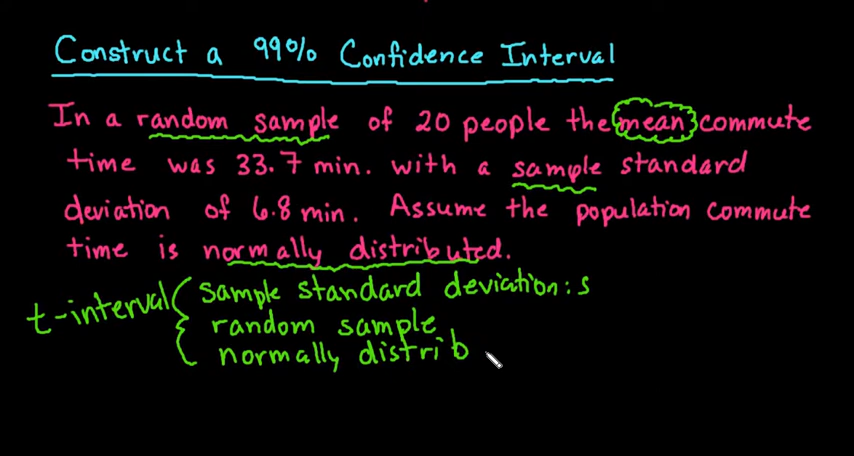 Construct a 99% Confidence Interval
In a random sample of 20 people the mean commute
time was 33.7 min. with a sample standard
deviation of 6.8 min. Assume the population commute
time is normally distributed.
t-interval { sample standard deviation: s
random sample
normally distrib